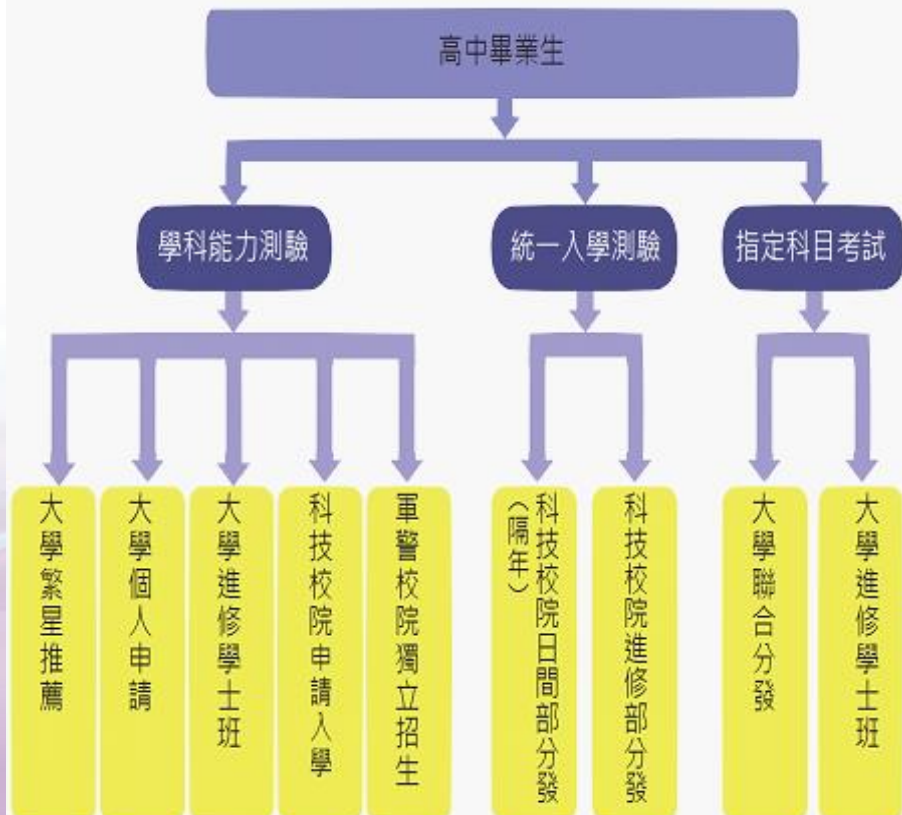 高中畢業生
學科能力測驗
統一入學測驗
指定科目考試
大學繁星推薦
大學個人申請
大學進修學士班
科技校院申請入學
軍警校院獨立招生
科技校院日間部分發
（隔年）
科技校院進修部分發
大學聯合分發
大學進修學士班